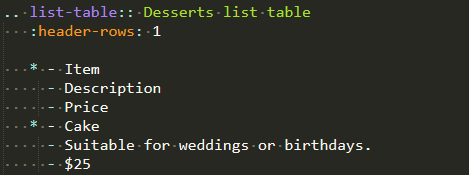 .. list-table:: Desserts list table
   :header-rows: 1

   * - Item
     - Description
     - Price
   * - Cake
     - Suitable for weddings or birthdays.
     - $25